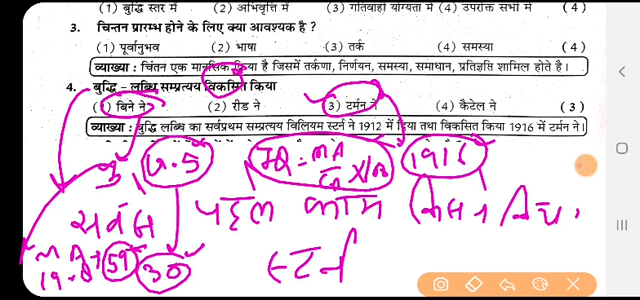 (1) बुद्धि स्तर में (2) अभिवृत्ति में (3) गतिवाही योग्यता में (4) उपरोक्त सभी में (4)
3. चिन्तन प्रारम्भ होने के लिए क्या आवश्यक है ?
(1) पूर्वानुभव (2) भाषा (3) तर्क (4) समस्या (4)
व्याख्या : चिंतन एक मानसिक क्रिया है जिसमें तर्कणा, निर्णयन, समस्या, समाधान, प्रतिज्ञप्ति शामिल होते है।
4. बुद्धि – लब्धि सम्प्रत्यय विकसित किया
(1) बिने ने (2) रीड ने (3) टर्मन ने (4) कैटेल ने (3)
व्याख्या : बुद्धि लब्धि का सर्वप्रथम सम्प्रत्यय विलियम स्टर्न ने 1912 में दिया तथा विकसित किया 1916 में टर्मन ने।
U.S IQ = MA CA X100 1916
पहल काम किसन किय
1908 59 30 स्टर्न